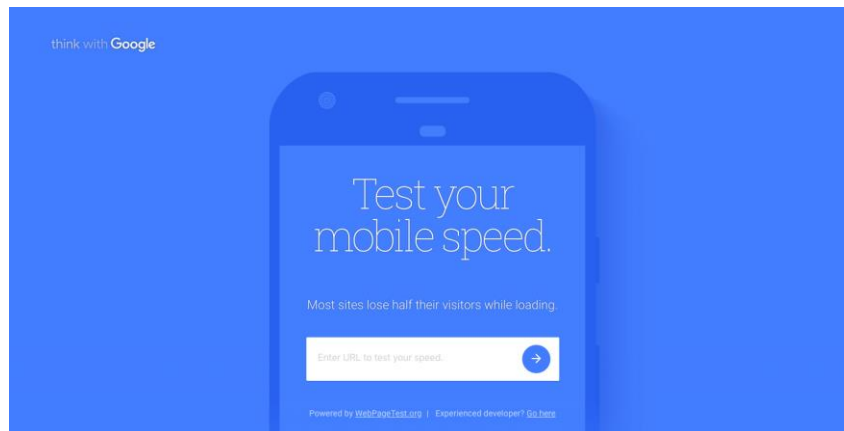 think with Google
Test your
mobile speed.
Most sites lose half their visitors while loading.
Enter URL to test your speed.
Powered by WebPageTest.org | Experienced developer? Go here